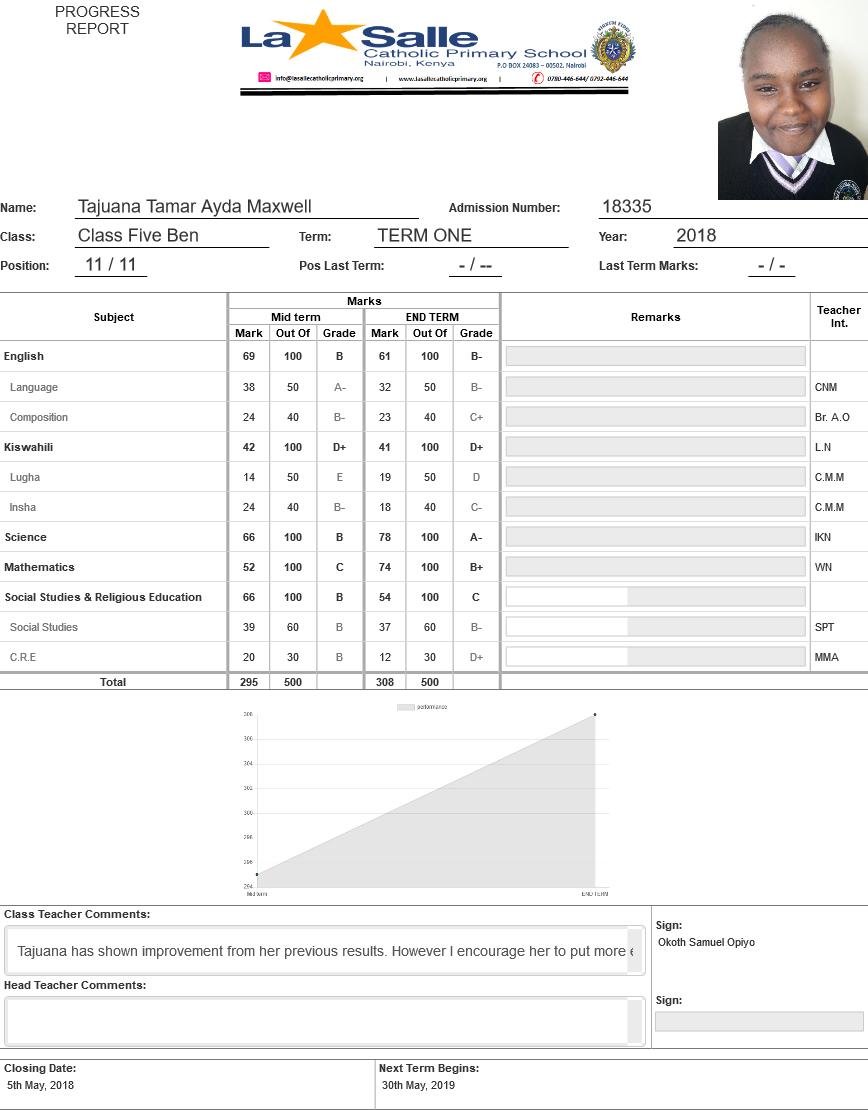 PROGRESS
REPORT
La Salle
Catholic Primary School
Nairobi, Kenya
P.O BOX 24083 – 00502, Nairobi
info@lasallecatholicprimary.org | www.lasallecatholicprimary.org | 0780-446-644/ 0792-446-644
Name: Tajuana Tamar Ayda Maxwell Admission Number: 18335
Class: Class Five Ben Term: TERM ONE Year: 2018
Position: 11 / 11 Pos Last Term: - / -- Last Term Marks: - / -
Subject Marks Remarks Teacher Int.
Mid term END TERM
Mark Out Of Grade Mark Out Of Grade
English 69 100 B 61 100 B-
Language 38 50 A- 32 50 B- CNM
Composition 24 40 B- 23 40 C+ Br. A.O
Kiswahili 42 100 D+ 41 100 D+ L.N
Lugha 14 50 E 19 50 D C.M.M
Insha 24 40 B- 18 40 C- C.M.M
Science 66 100 B 78 100 A- IKN
Mathematics 52 100 C 74 100 B+ WN
Social Studies & Religious Education 66 100 B 54 100 C
Social Studies 39 60 B 37 60 B- SPT
C.R.E 20 30 B 12 30 D+ MMA
Total 295 500 308 500
performance
308
306
304
302
300
298
296
294
Mid term END TERM
Class Teacher Comments:
Tajuana has shown improvement from her previous results. However I encourage her to put more
Sign:
Okoth Samuel Opiyo
Head Teacher Comments:
Sign:
Closing Date: Next Term Begins:
5th May, 2018 30th May, 2019